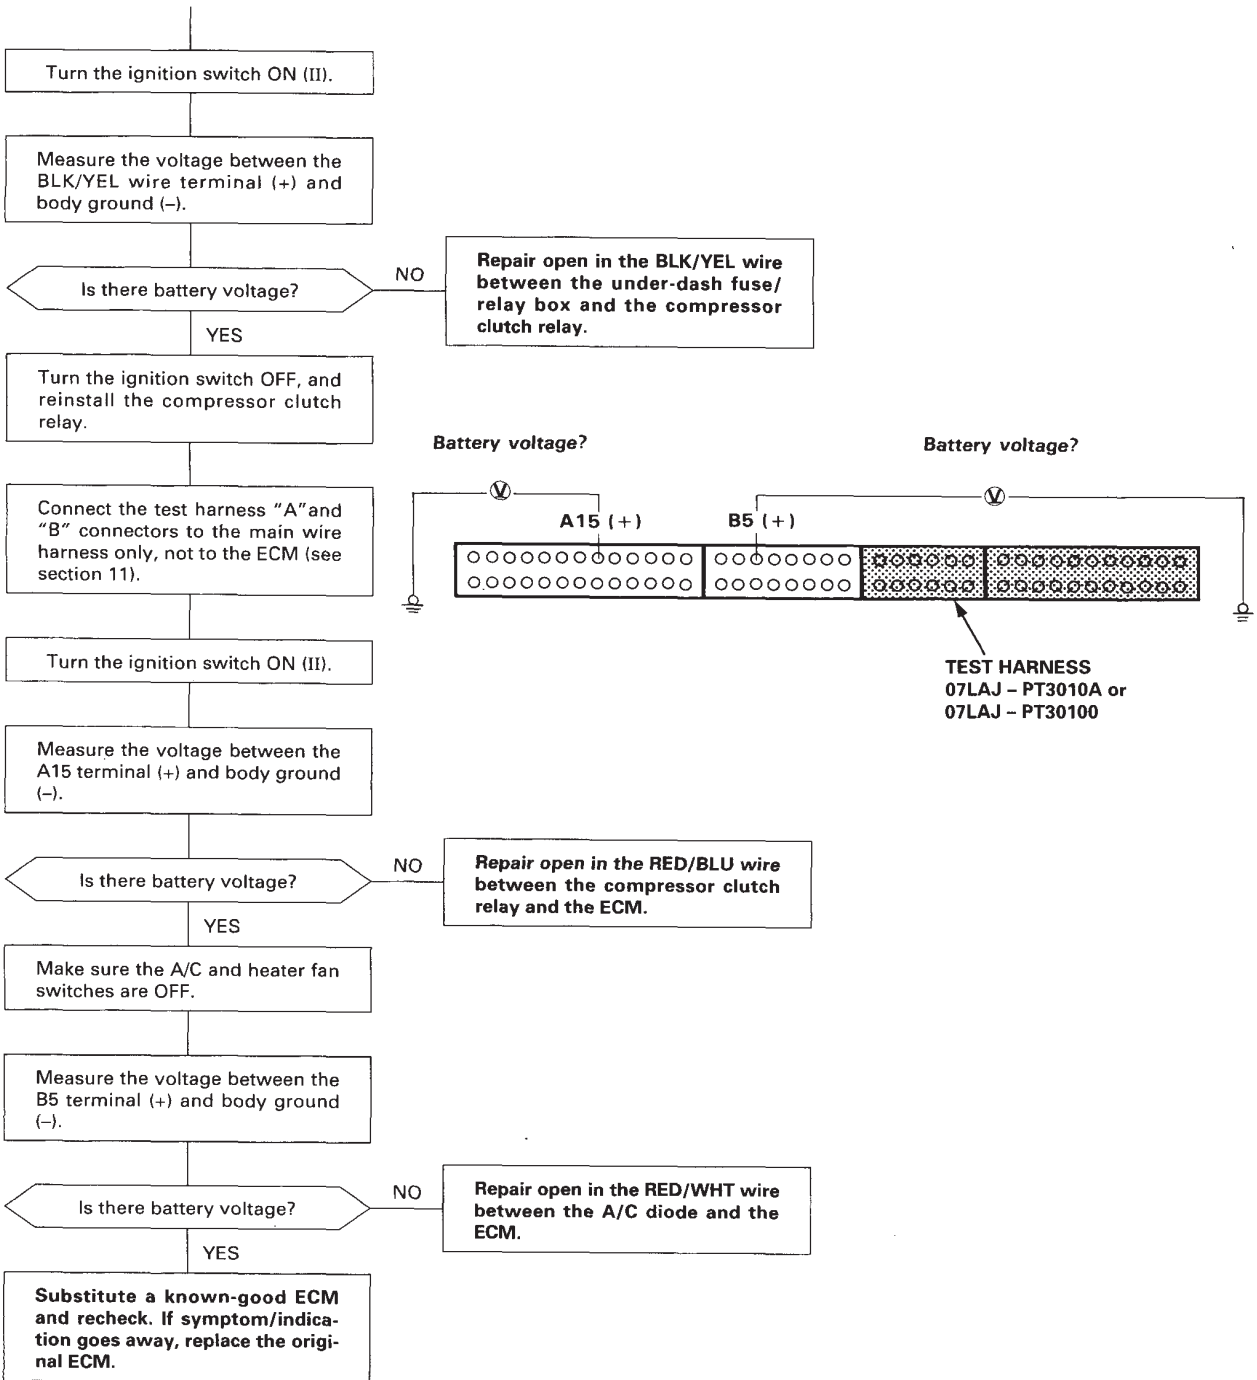 Turn the ignition switch ON (II).
Measure the voltage between the
BLK/YEL wire terminal (+) and
body ground (–).
Is there battery voltage?
NO
Repair open in the BLK/YEL wire
between the under-dash fuse/
relay box and the compressor
clutch relay.
YES
Turn the ignition switch OFF, and
reinstall the compressor clutch
relay.
Connect the test harness "A"and
"B" connectors to the main wire
harness only, not to the ECM (see
section 11).
Battery voltage?
Battery voltage?
V
V
A15 (+)
B5 (+)
TEST HARNESS
07LAJ – PT3010A or
07LAJ – PT30100
Turn the ignition switch ON (II).
Measure the voltage between the
A15 terminal (+) and body ground
(–).
Is there battery voltage?
NO
Repair open in the RED/BLU wire
between the compressor clutch
relay and the ECM.
YES
Make sure the A/C and heater fan
switches are OFF.
Measure the voltage between the
B5 terminal (+) and body ground
(–).
Is there battery voltage?
NO
Repair open in the RED/WHT wire
between the A/C diode and the
ECM.
YES
Substitute a known-good ECM
and recheck. If symptom/indica-
tion goes away, replace the origi-
nal ECM.